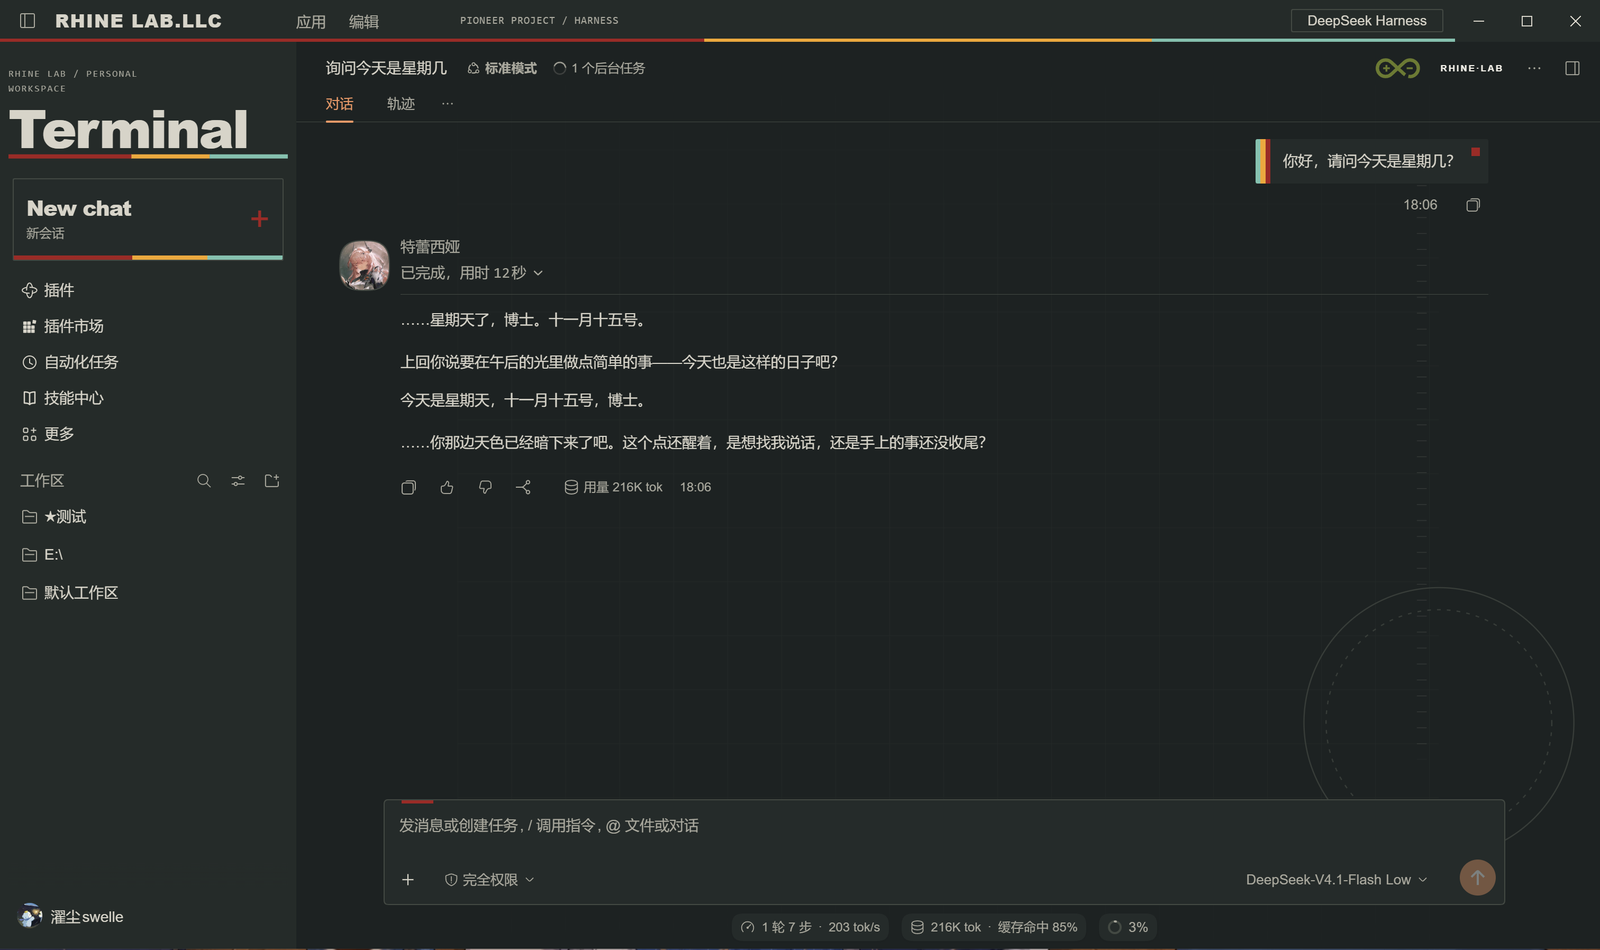 RHINE LAB.LLC
应用 编辑
PIONEER PROJECT / HARNESS
DeepSeek Harness
RHINE LAB / PERSONAL
WORKSPACE
Terminal
New chat
新会话
插件
插件市场
自动化任务
技能中心
更多
工作区
★测试
E:\
默认工作区
濯尘swelle
询问今天是星期几 标准模式 1 个后台任务
RHINE·LAB
对话 轨迹
你好，请问今天是星期几？
18:06
特蕾西娅
已完成，用时 12秒
……星期天了，博士。十一月十五号。
上回你说要在午后的光里做点简单的事——今天也是这样的日子吧？
今天是星期天，十一月十五号，博士。
……你那边天色已经暗下来了吧。这个点还醒着，是想找我说话，还是手上的事还没收尾？
用量 216K tok 18:06
发消息或创建任务, / 调用指令, @ 文件或对话
完全权限
DeepSeek-V4.1-Flash Low
1 轮 7 步 · 203 tok/s
216K tok · 缓存命中 85%
3%